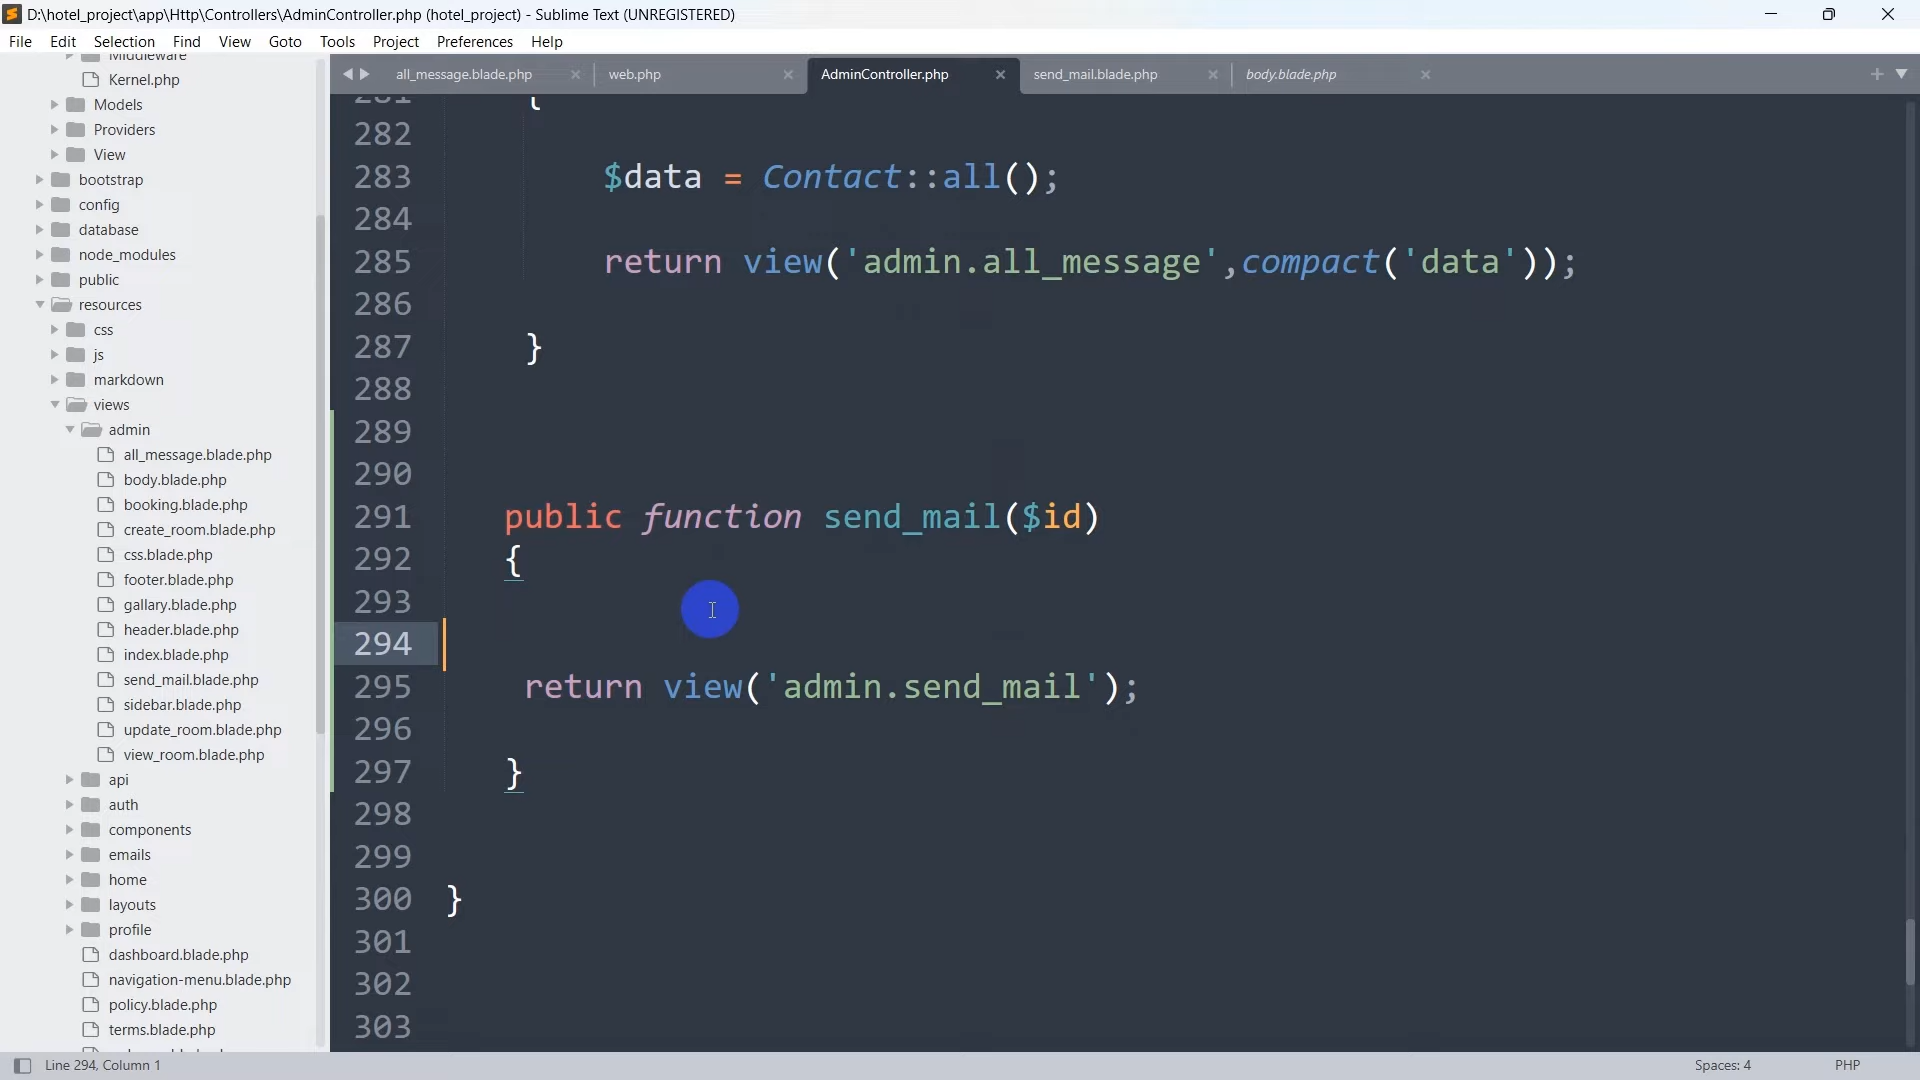 D:\hotel_project\app\Http\Controllers\AdminController.php (hotel_project) - Sublime Text (UNREGISTERED)
File Edit Selection Find View Goto Tools Project Preferences Help
all_message.blade.php web.php AdminController.php send_mail.blade.php body.blade.php
Middleware
Kernel.php
Models
Providers
View
bootstrap
config
database
node_modules
public
resources
css
js
markdown
views
admin
all_message.blade.php
body.blade.php
booking.blade.php
create_room.blade.php
css.blade.php
footer.blade.php
gallary.blade.php
header.blade.php
index.blade.php
send_mail.blade.php
sidebar.blade.php
update_room.blade.php
view_room.blade.php
api
auth
components
emails
home
layouts
profile
dashboard.blade.php
navigation-menu.blade.php
policy.blade.php
terms.blade.php
281 {
282
283 $data = Contact::all();
284
285 return view('admin.all_message',compact('data'));
286
287 }
288
289
290
291 public function send_mail($id)
292 {
293
294
295 return view('admin.send_mail');
296
297 }
298
299
300 }
301
302
303
Line 294, Column 1 Spaces: 4 PHP